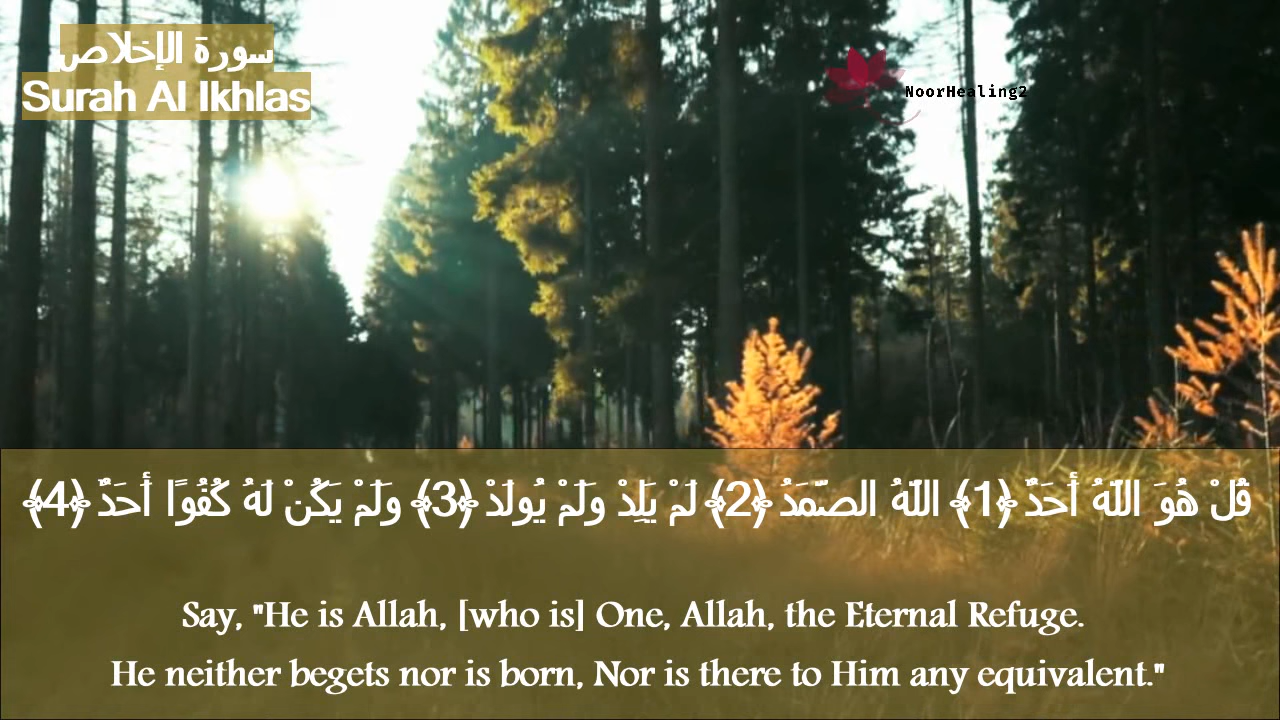 سورة الإخلاص
Surah Al Ikhlas
NoorHealing2
قُلْ هُوَ اللَّهُ أَحَدٌ ﴿1﴾ اللَّهُ الصَّمَدُ ﴿2﴾ لَمْ يَلِدْ وَلَمْ يُولَدْ ﴿3﴾ وَلَمْ يَكُنْ لَهُ كُفُوًا أَحَدٌ ﴿4﴾
Say, "He is Allah, [who is] One, Allah, the Eternal Refuge.
He neither begets nor is born, Nor is there to Him any equivalent."